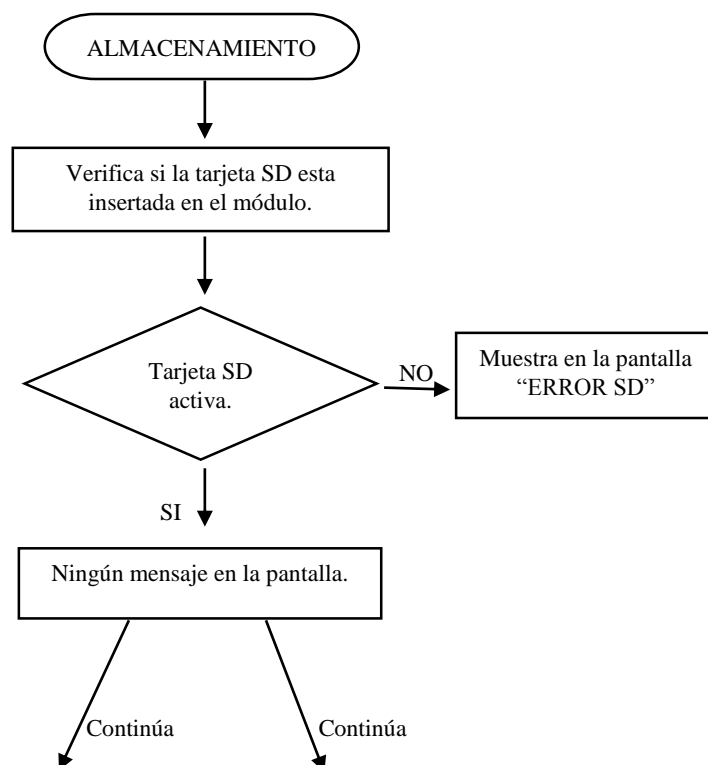 ALMACENAMIENTO
Verifica si la tarjeta SD esta
insertada en el módulo.
Tarjeta SD
activa.
NO
Muestra en la pantalla
“ERROR SD”
SI
Ningún mensaje en la pantalla.
Continúa
Continúa